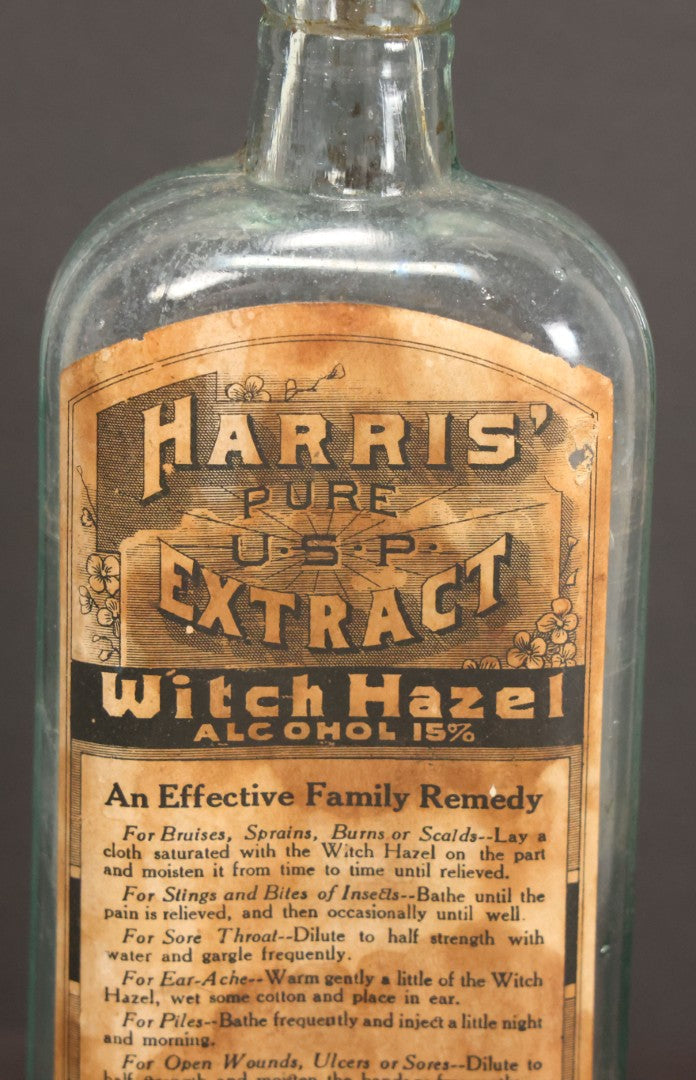 HARRIS'
PURE
U·S·P·
EXTRACT
Witch Hazel
ALCOHOL 15%
An Effective Family Remedy
For Bruises, Sprains, Burns or Scalds--Lay a
cloth saturated with the Witch Hazel on the part
and moisten it from time to time until relieved.
For Stings and Bites of Insects--Bathe until the
pain is relieved, and then occasionally until well.
For Sore Throat--Dilute to half strength with
water and gargle frequently.
For Ear-Ache--Warm gently a little of the Witch
Hazel, wet some cotton and place in ear.
For Piles--Bathe frequently and inject a little night
and morning.
For Open Wounds, Ulcers or Sores--Dilute to
half strength and moisten the